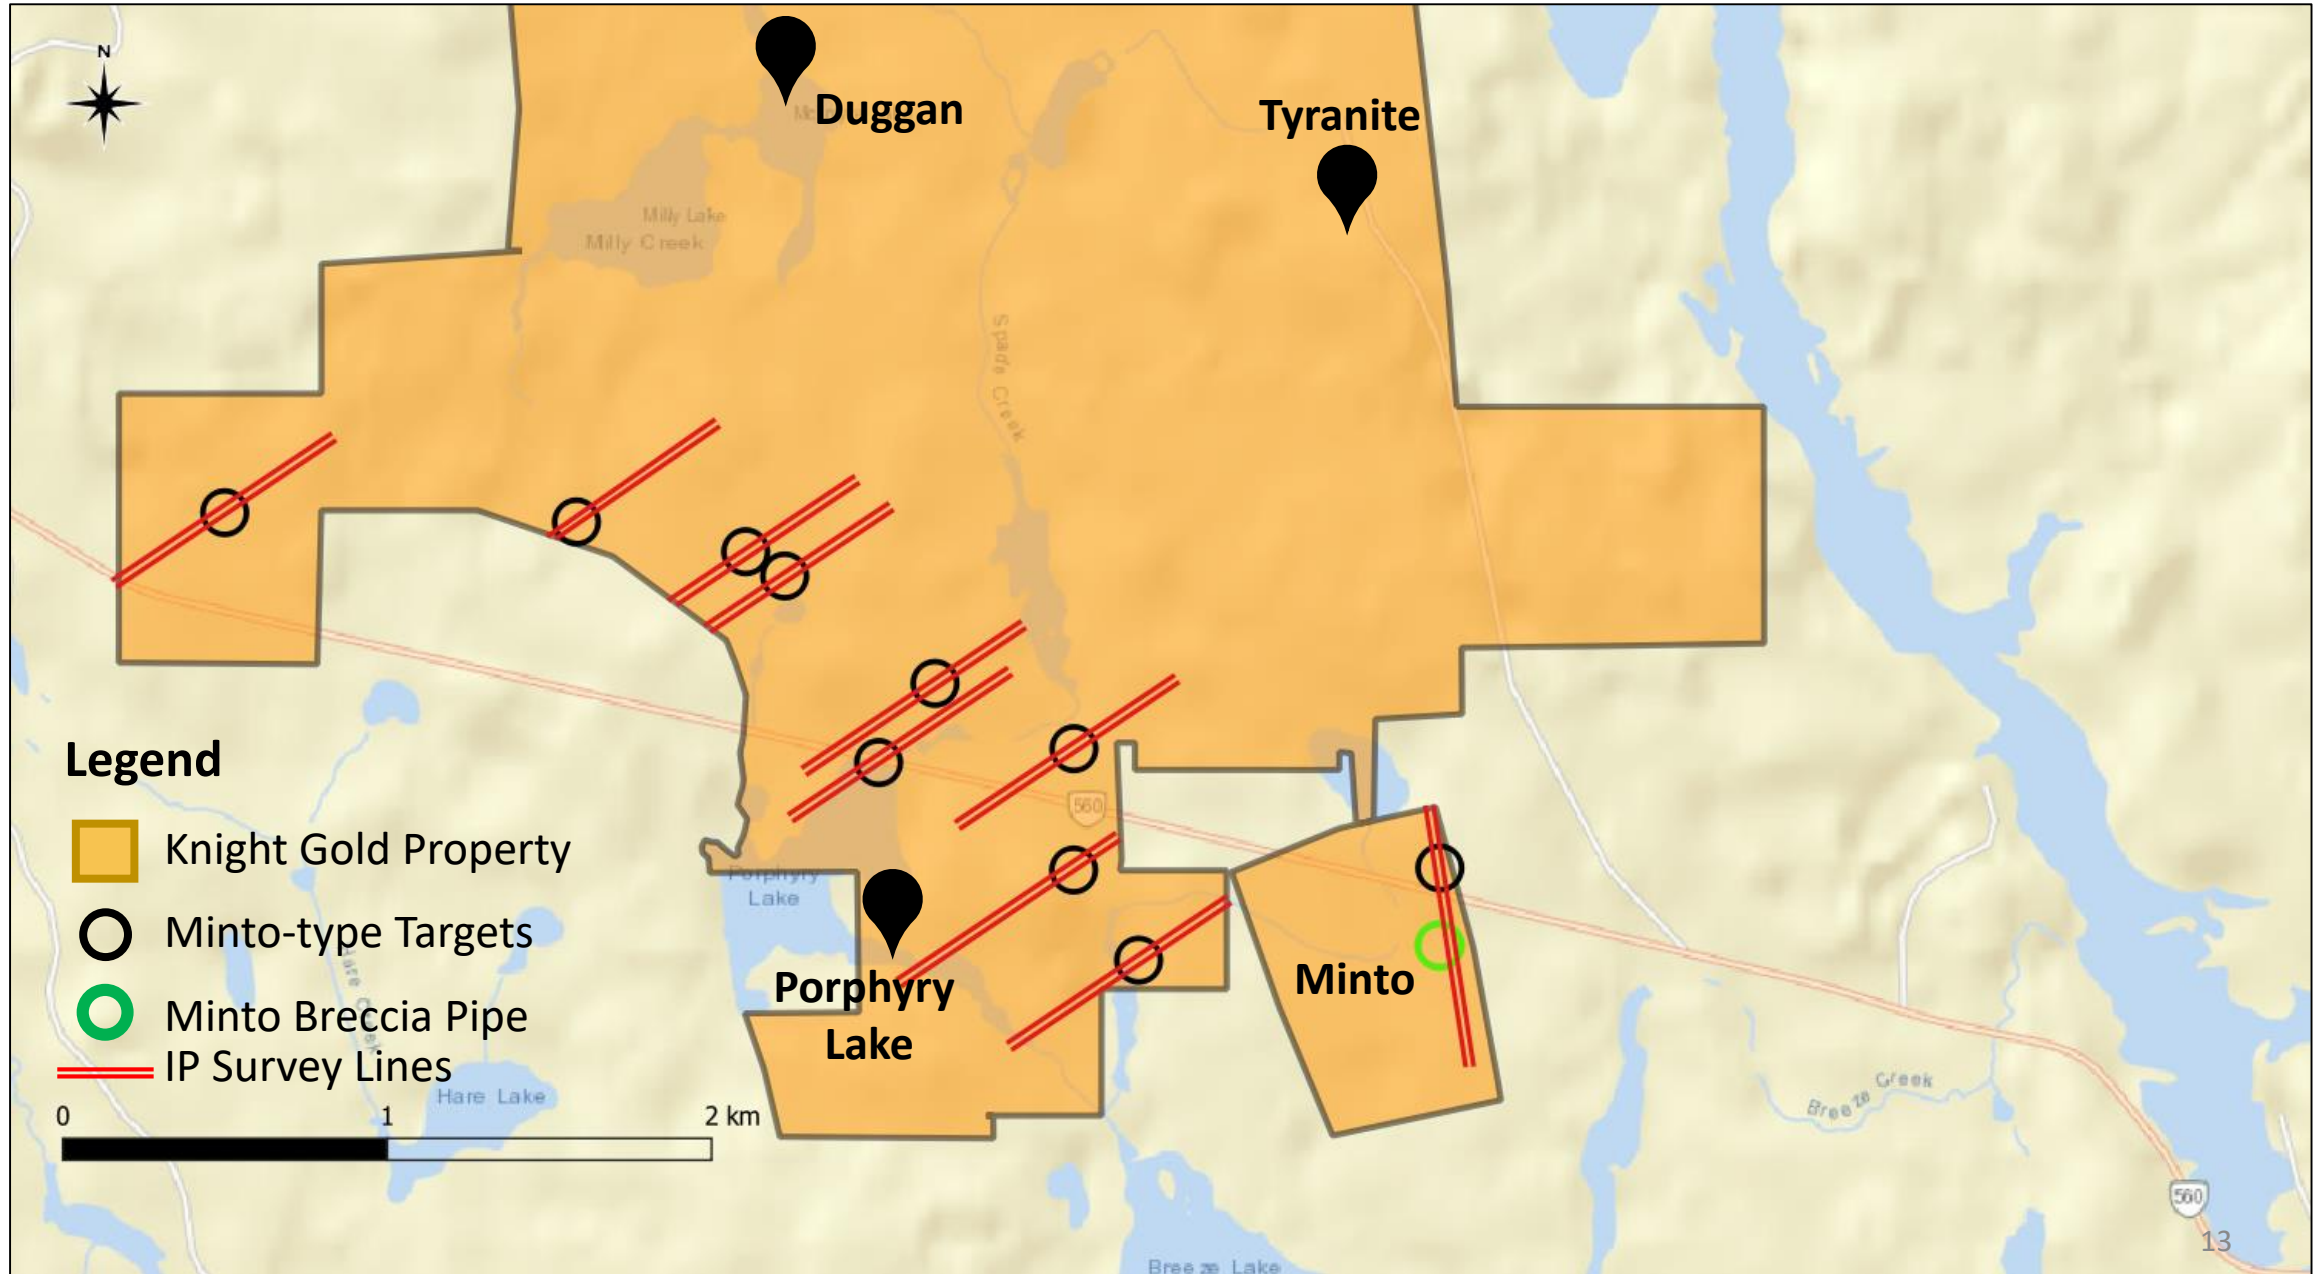 N
Duggan
Tyranite
Milly Lake
Milly Creek
Spade Creek
560
Porphyry
Lake
Porphyry
Lake
Minto
Legend
Knight Gold Property
Minto-type Targets
Minto Breccia Pipe
IP Survey Lines
0 1 2 km
Hare Creek
Hare Lake
Breeze Creek
560
13
Breeze Lake